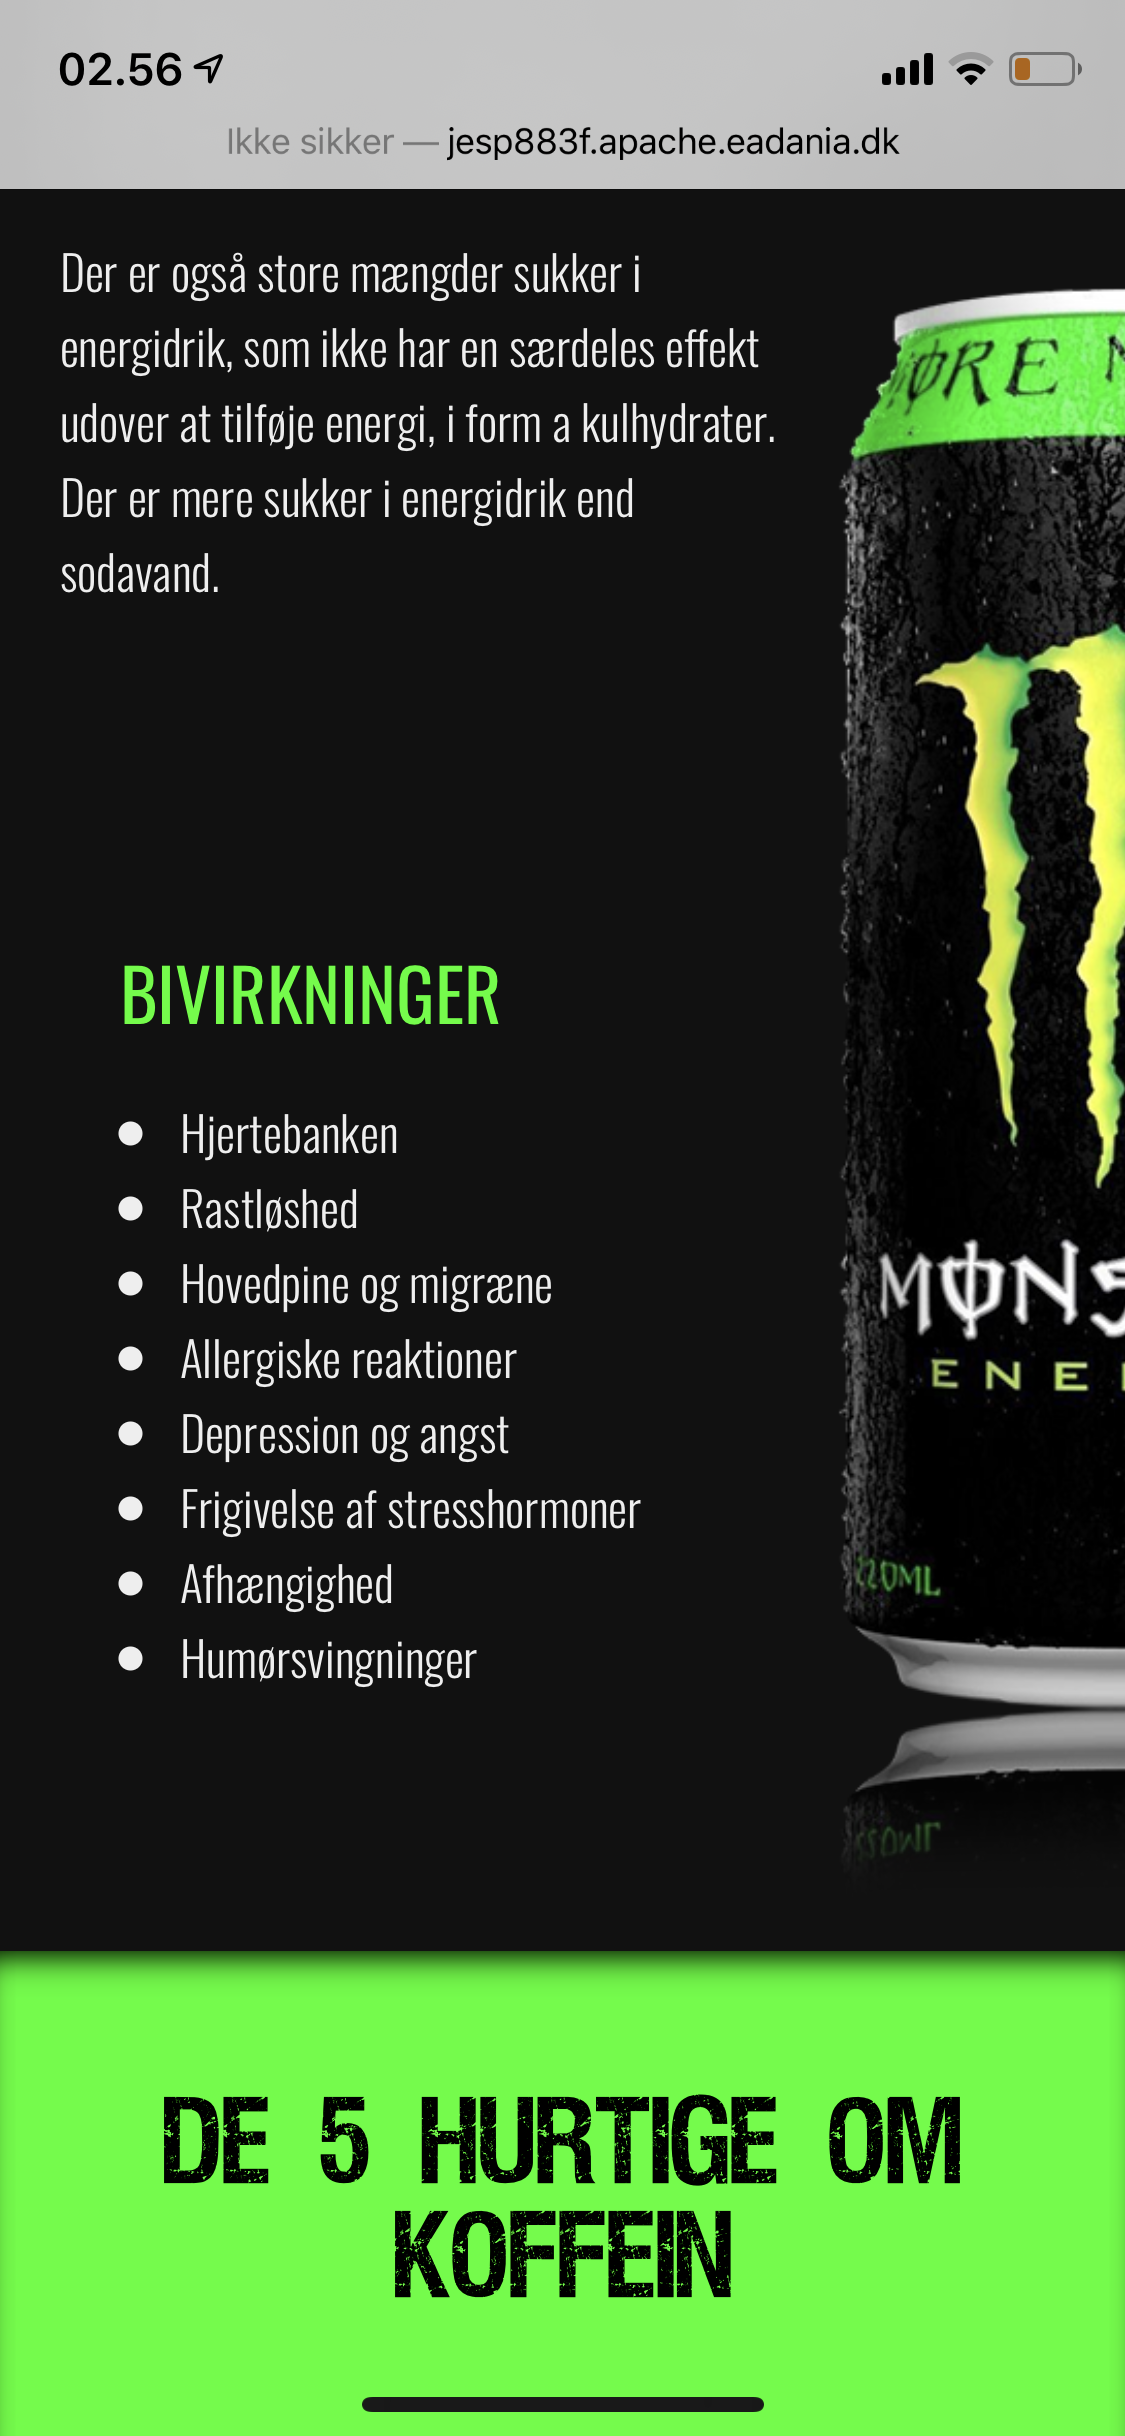 02.56
Ikke sikker — jesp883f.apache.eadania.dk
Der er også store mængder sukker i
energidrik, som ikke har en særdeles effekt
udover at tilføje energi, i form a kulhydrater.
Der er mere sukker i energidrik end
sodavand.
BIVIRKNINGER
Hjertebanken
Rastløshed
Hovedpine og migræne
Allergiske reaktioner
Depression og angst
Frigivelse af stresshormoner
Afhængighed
Humørsvingninger
DE 5 HURTIGE OM
KOFFEIN